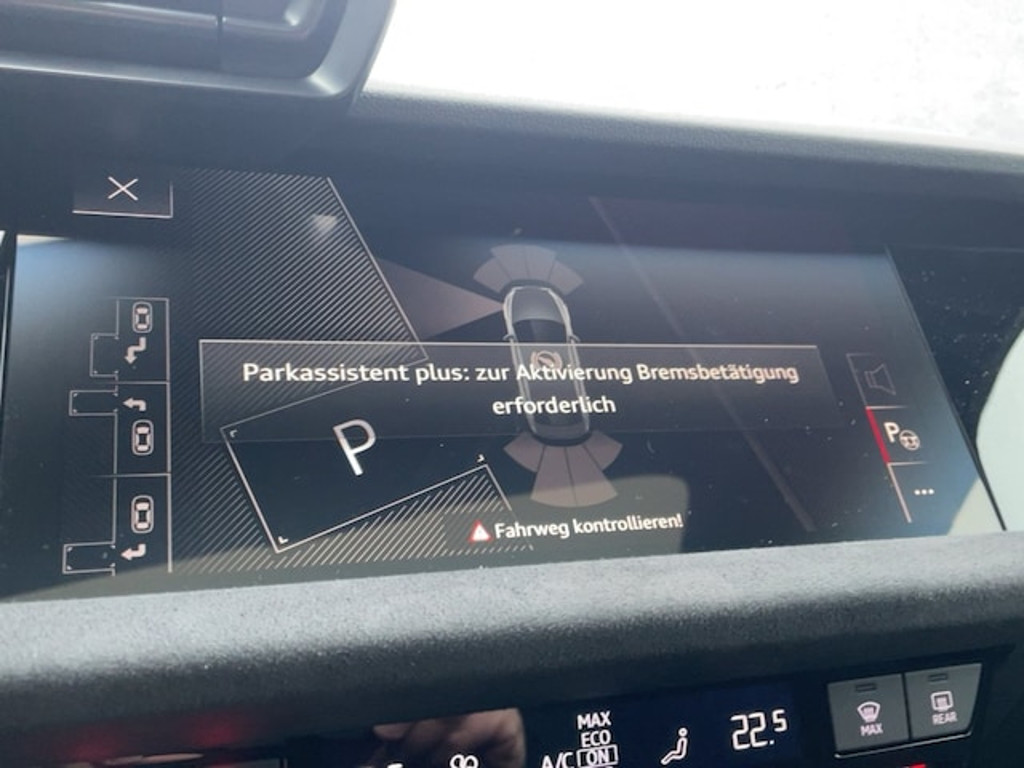 Parkassistent plus: zur Aktivierung Bremsbetätigung
erforderlich
P
P
Fahrweg kontrollieren!
MAX
ECO
A/C ON
22.5
MAX
REAR